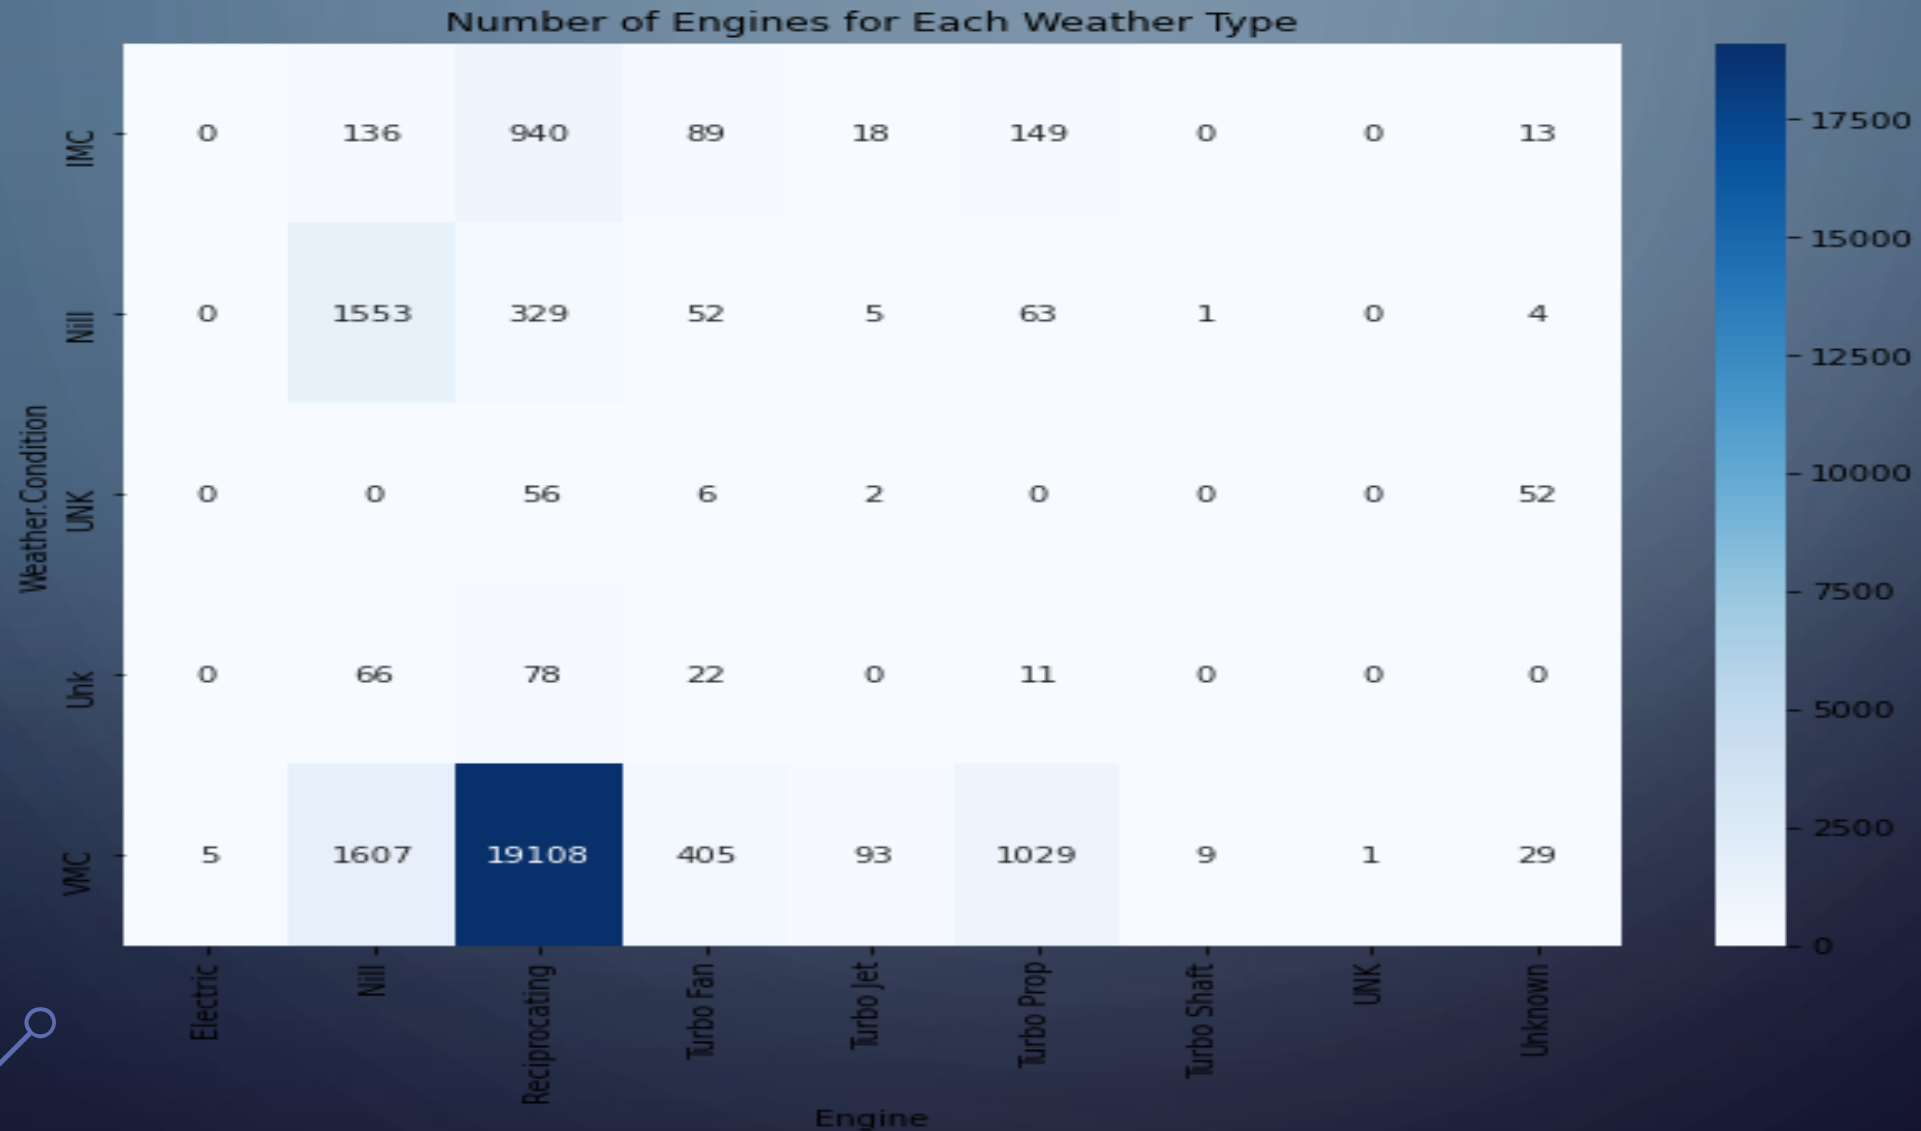 Number of Engines for Each Weather Type
Weather.Condition
IMC 0 136 940 89 18 149 0 0 13
Nill 0 1553 329 52 5 63 1 0 4
UNK 0 0 56 6 2 0 0 0 52
Unk 0 66 78 22 0 11 0 0 0
VMC 5 1607 19108 405 93 1029 9 1 29
Electric Nill Reciprocating Turbo Fan Turbo Jet Turbo Prop Turbo Shaft UNK Unknown
Engine
17500
15000
12500
10000
7500
5000
2500
0